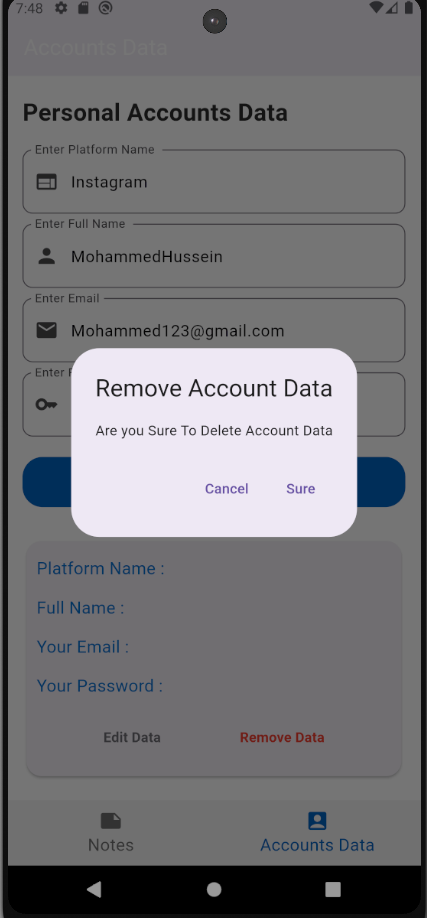 7:48
Accounts Data
Personal Accounts Data
Enter Platform Name
Instagram
Enter Full Name
MohammedHussein
Enter Email
Mohammed123@gmail.com
Enter
Remove Account Data
Are you Sure To Delete Account Data
Cancel
Sure
Platform Name :
Full Name :
Your Email :
Your Password :
Edit Data
Remove Data
Notes
Accounts Data